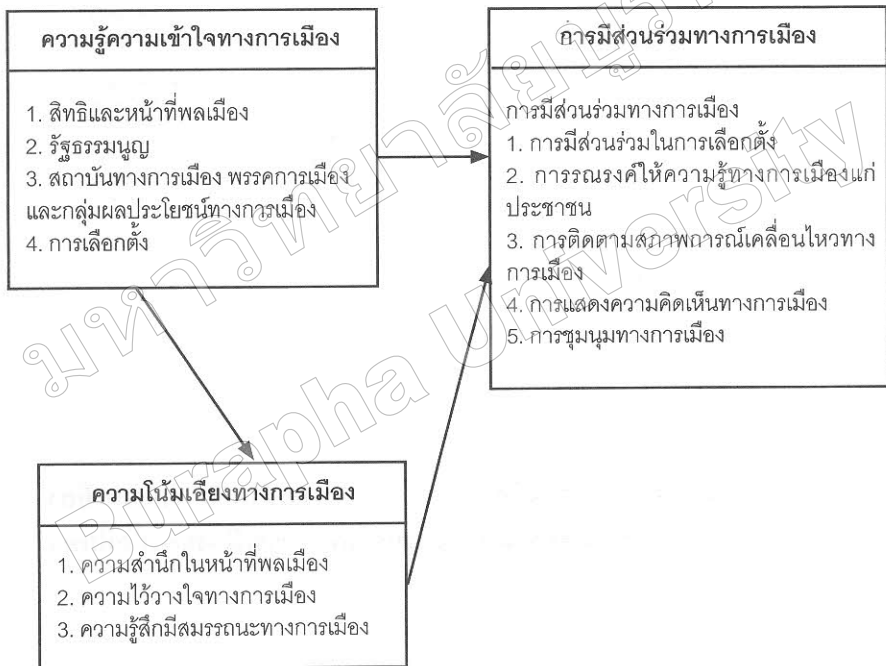 ความรู้ความเข้าใจทางการเมือง
1. สิทธิและหน้าที่พลเมือง
2. รัฐธรรมนูญ
3. สถาบันทางการเมือง พรรคการเมือง
และกลุ่มผลประโยชน์ทางการเมือง
4. การเลือกตั้ง
การมีส่วนร่วมทางการเมือง
การมีส่วนร่วมทางการเมือง
1. การมีส่วนร่วมในการเลือกตั้ง
2. การรณรงค์ให้ความรู้ทางการเมืองแก่
ประชาชน
3. การติดตามสภาพการณ์เคลื่อนไหวทาง
การเมือง
4. การแสดงความคิดเห็นทางการเมือง
5. การชุมนุมทางการเมือง
ความโน้มเอียงทางการเมือง
1. ความสำนึกในหน้าที่พลเมือง
2. ความไว้วางใจทางการเมือง
3. ความรู้สึกมีสมรรถนะทางการเมือง
มหาวิทยาลัยบูรพา
Burapha University